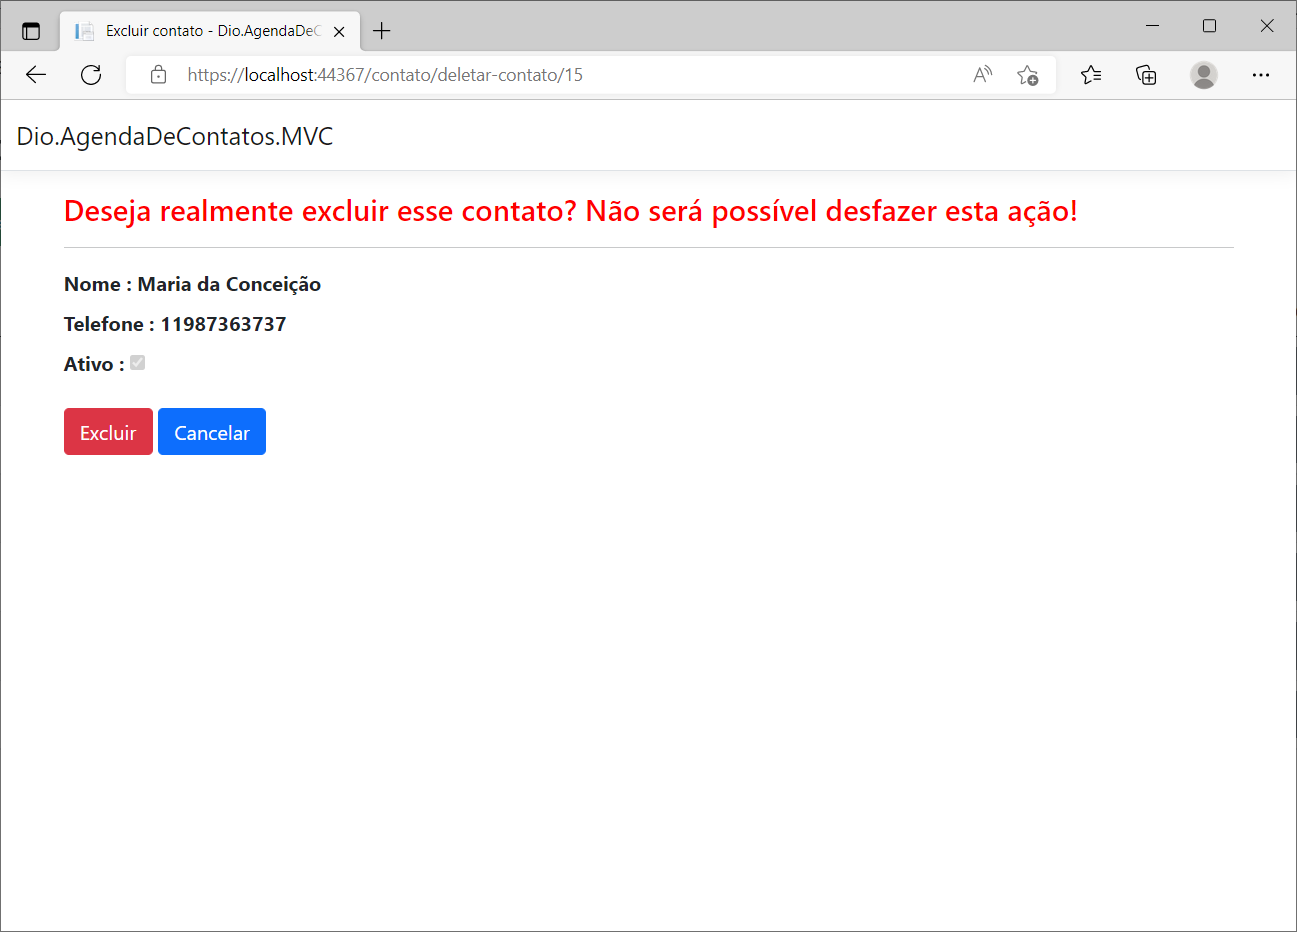 Excluir contato - Dio.AgendaDeC
https://localhost:44367/contato/deletar-contato/15
Dio.AgendaDeContatos.MVC
Deseja realmente excluir esse contato? Não será possível desfazer esta ação!
Nome : Maria da Conceição
Telefone : 11987363737
Ativo :
Excluir Cancelar